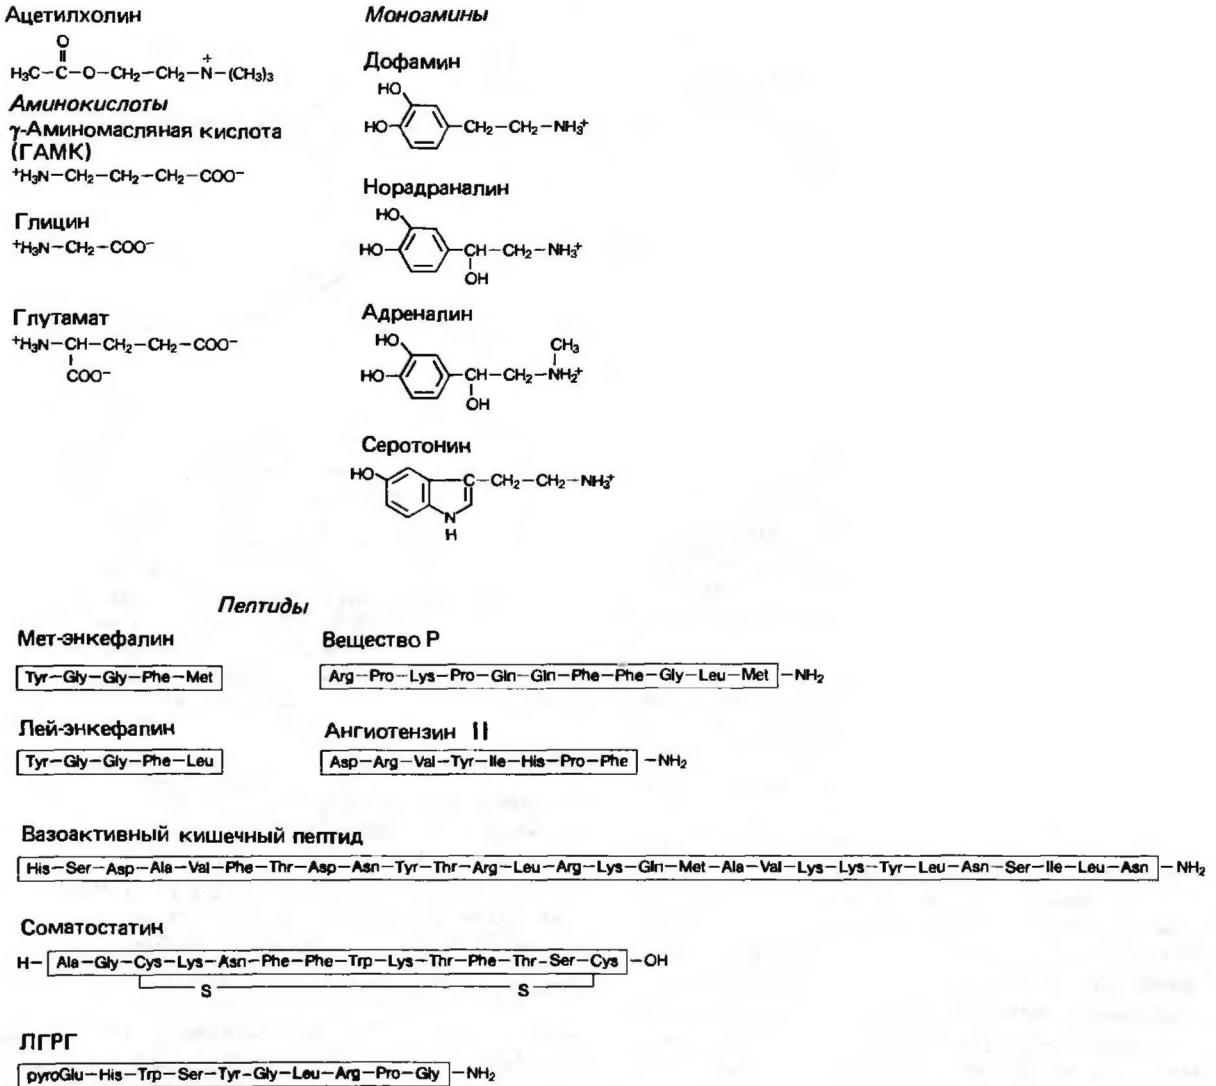 Ацетилхолин
O
H₃C–C–O–CH₂–CH₂–N⁺–(CH₃)₃
Аминокислоты
γ-Аминомасляная кислота
(ГАМК)
⁺H₃N–CH₂–CH₂–CH₂–COO⁻
Глицин
⁺H₃N–CH₂–COO⁻
Глутамат
⁺H₃N–CH–CH₂–CH₂–COO⁻
COO⁻
Моноамины
Дофамин
HO
HO CH₂–CH₂–NH₃⁺
Норадраналин
HO
HO CH–CH₂–NH₃⁺
OH
Адреналин
HO CH₃
HO CH–CH₂–NH₂⁺
OH
Серотонин
HO C–CH₂–CH₂–NH₃⁺
N
H
Пептиды
Мет-энкефалин
Tyr–Gly–Gly–Phe–Met
Вещество P
Arg–Pro–Lys–Pro–Gln–Gln–Phe–Phe–Gly–Leu–Met –NH₂
Лей-энкефалин
Tyr–Gly–Gly–Phe–Leu
Ангиотензин II
Asp–Arg–Val–Tyr–Ile–His–Pro–Phe –NH₂
Вазоактивный кишечный пептид
His–Ser–Asp–Ala–Val–Phe–Thr–Asp–Asn–Tyr–Thr–Arg–Leu–Arg–Lys–Gln–Met–Ala–Val–Lys–Lys–Tyr–Leu–Asn–Ser–Ile–Leu–Asn –NH₂
Соматостатин
H– Ala–Gly–Cys–Lys–Asn–Phe–Phe–Trp–Lys–Thr–Phe–Thr–Ser–Cys –OH
S S
ЛГРГ
pyroGlu–His–Trp–Ser–Tyr–Gly–Leu–Arg–Pro–Gly –NH₂